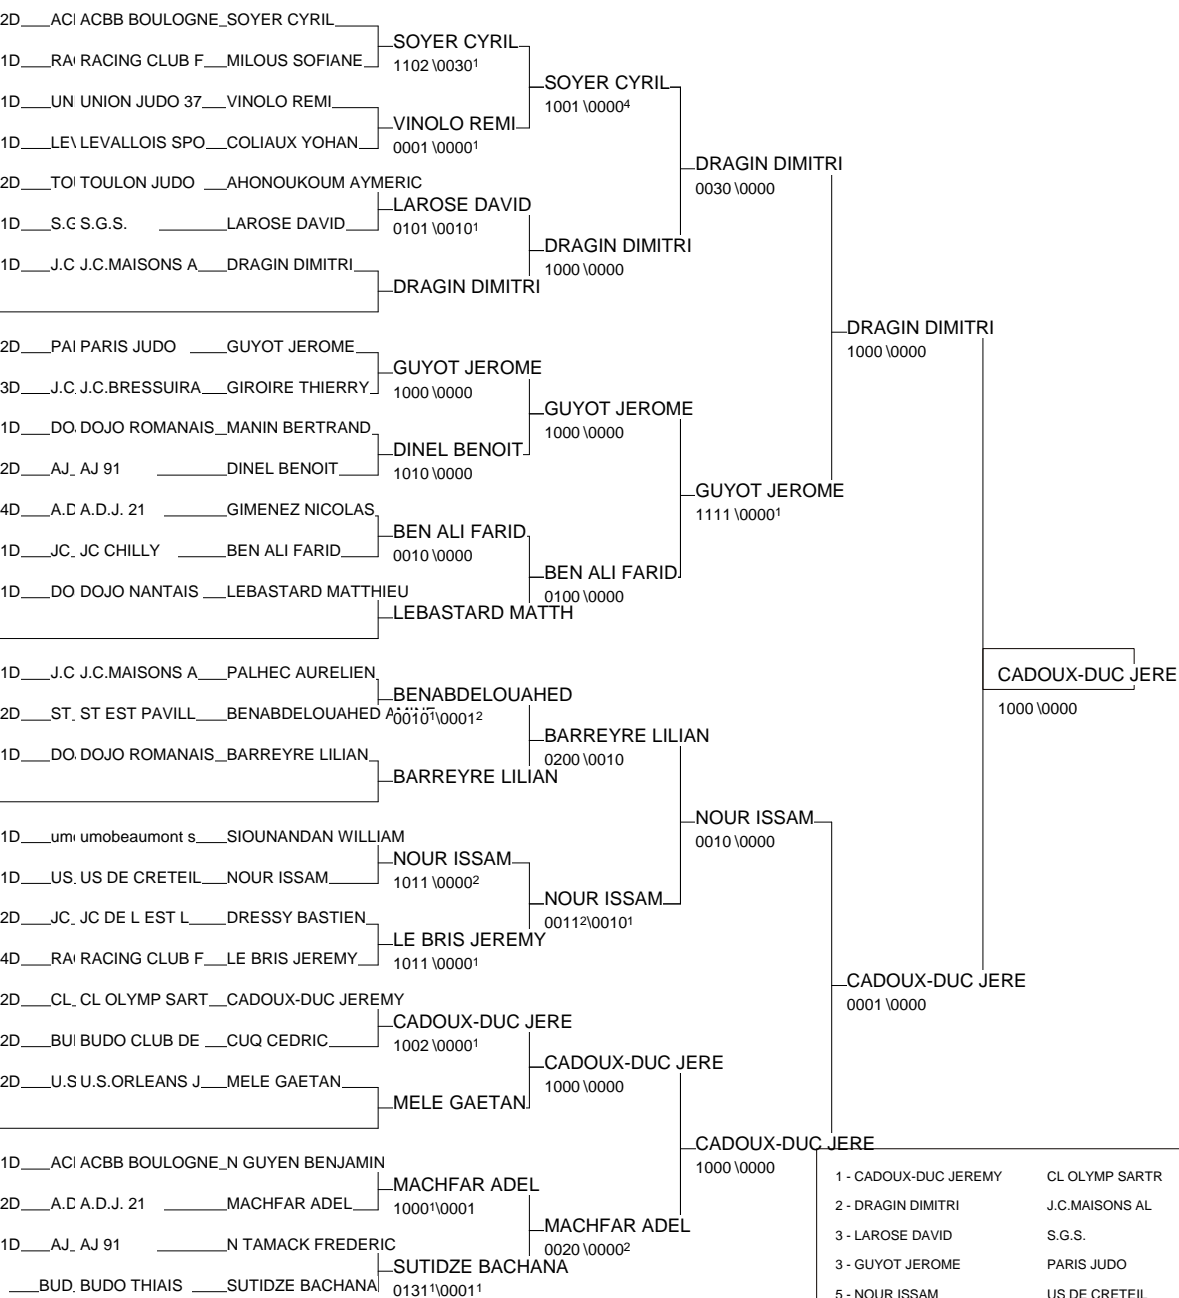 2D ACI ACBB BOULOGNE SOYER CYRIL
SOYER CYRIL
1D RA RACING CLUB F MILOUS SOFIANE
1102 \0030¹
SOYER CYRIL
1001 \0000⁴
1D UN UNION JUDO 37 VINOLO REMI
VINOLO REMI
0001 \0000¹
1D LE\ LEVALLOIS SPO COLIAUX YOHAN
DRAGIN DIMITRI
0030 \0000
2D TO TOULON JUDO AHONOUKOUM AYMERIC
LAROSE DAVID
0101 \0010¹
1D S.G S.G.S. LAROSE DAVID
DRAGIN DIMITRI
1000 \0000
1D J.C J.C.MAISONS A DRAGIN DIMITRI
DRAGIN DIMITRI
DRAGIN DIMITRI
1000 \0000
2D PAI PARIS JUDO GUYOT JEROME
GUYOT JEROME
1000 \0000
3D J.C. J.C.BRESSUIRA GIROIRE THIERRY
GUYOT JEROME
1000 \0000
1D DO. DOJO ROMANAIS MANIN BERTRAND
DINEL BENOIT
1010 \0000
2D AJ_ AJ 91 DINEL BENOIT
GUYOT JEROME
1111 \0000¹
4D A.D A.D.J. 21 GIMENEZ NICOLAS
BEN ALI FARID
0010 \0000
1D JC_ JC CHILLY BEN ALI FARID
BEN ALI FARID
0100 \0000
1D DO DOJO NANTAIS LEBASTARD MATTHIEU
LEBASTARD MATTH
CADOUX-DUC JERE
1000 \0000
1D J.C J.C.MAISONS A PALHEC AURELIEN
BENABDELOUAHED
0010¹\0001²
2D ST_ ST EST PAVILL BENABDELOUAHED AMINE
BARREYRE LILIAN
0200 \0010
1D DO. DOJO ROMANAIS BARREYRE LILIAN
BARREYRE LILIAN
NOUR ISSAM
0010 \0000
1D um umobeaumont s SIOUNANDAN WILLIAM
NOUR ISSAM
1011 \0000²
1D US_ US DE CRETEIL NOUR ISSAM
NOUR ISSAM
0011²\0010¹
2D JC_ JC DE L EST L DRESSY BASTIEN
LE BRIS JEREMY
1011 \0000¹
4D RA RACING CLUB F LE BRIS JEREMY
CADOUX-DUC JERE
0001 \0000
2D CL_ CL OLYMP SART CADOUX-DUC JEREMY
CADOUX-DUC JERE
1002 \0000¹
2D BU BUDO CLUB DE CUQ CEDRIC
CADOUX-DUC JERE
1000 \0000
2D U.S U.S.ORLEANS J MELE GAETAN
MELE GAETAN
CADOUX-DUC JERE
1000 \0000
1D ACI ACBB BOULOGNE N GUYEN BENJAMIN
MACHFAR ADEL
1000¹\0001
2D A.D A.D.J. 21 MACHFAR ADEL
MACHFAR ADEL
0020 \0000²
1D AJ_ AJ 91 N TAMACK FREDERIC
SUTIDZE BACHANA
0131¹\0001¹
BUD_ BUDO THIAIS SUTIDZE BACHANA
1 - CADOUX-DUC JEREMY CL OLYMP SARTR
2 - DRAGIN DIMITRI J.C.MAISONS AL
3 - LAROSE DAVID S.G.S.
3 - GUYOT JEROME PARIS JUDO
5 - NOUR ISSAM US DE CRETEIL